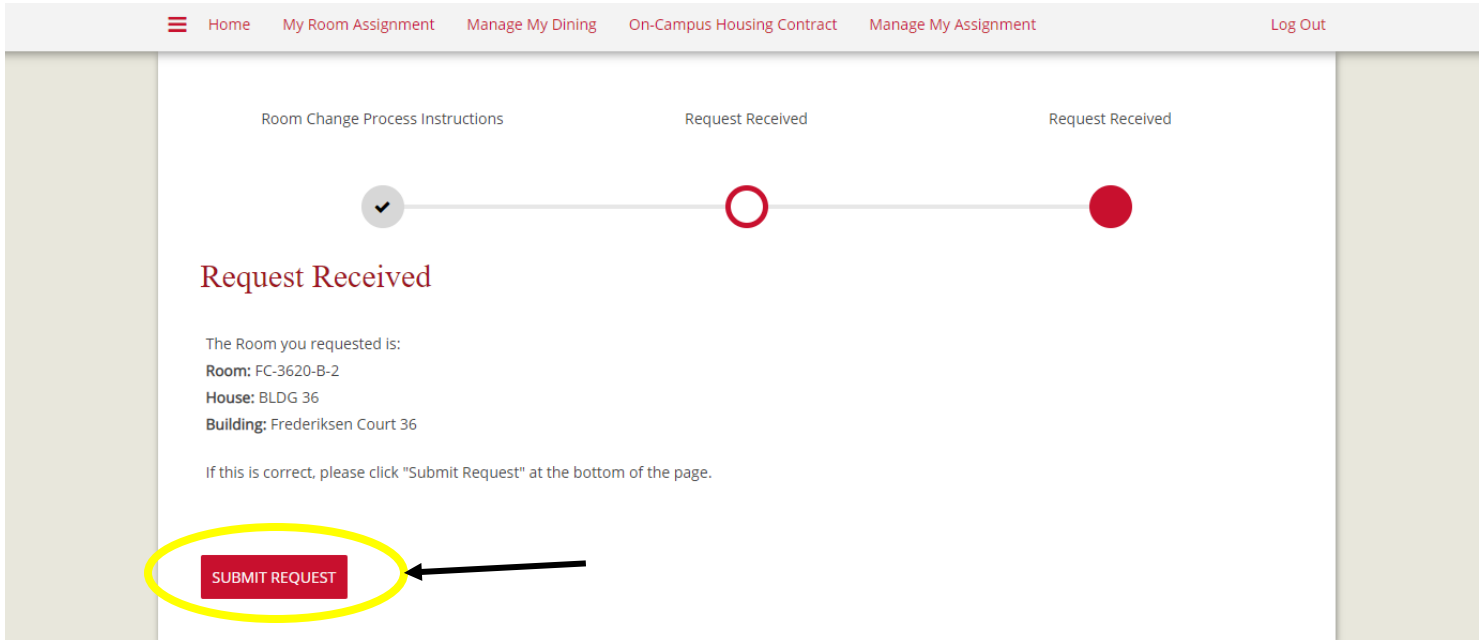 Home My Room Assignment Manage My Dining On-Campus Housing Contract Manage My Assignment Log Out
Room Change Process Instructions Request Received Request Received
Request Received
The Room you requested is:
Room: FC-3620-B-2
House: BLDG 36
Building: Frederiksen Court 36
If this is correct, please click "Submit Request" at the bottom of the page.
SUBMIT REQUEST